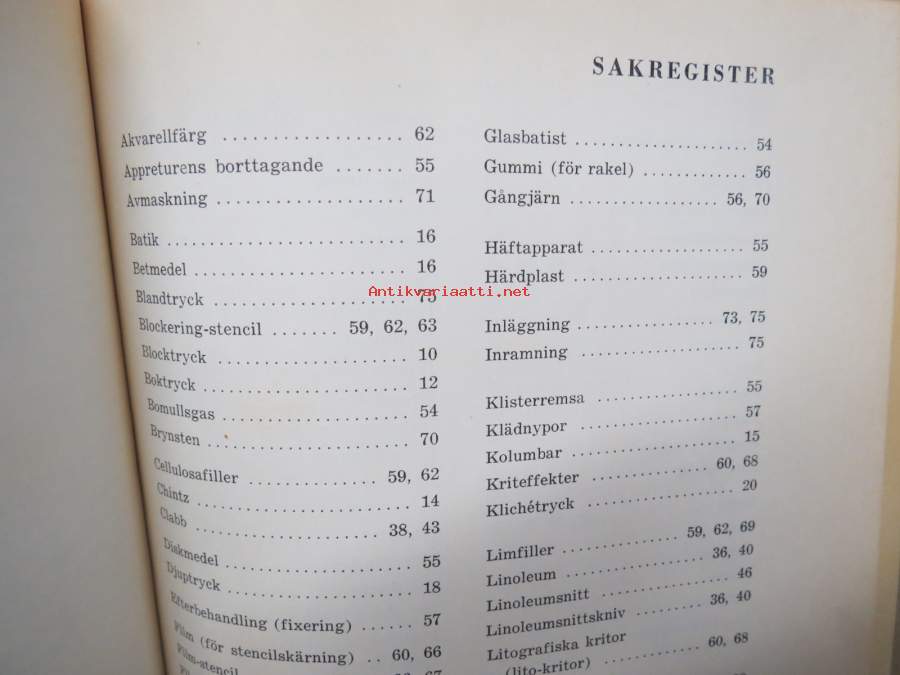 SAKREGISTER
Akvarellfärg .................. 62
Appreturens borttagande ....... 55
Avmaskning ................... 71
Batik ........................ 16
Betmedel ..................... 16
Blandtryck .................... 75
Blockering-stencil ....... 59, 62, 63
Blocktryck .................... 10
Boktryck ...................... 12
Bomullsgas .................... 54
Brynsten ...................... 70
Cellulosafiller ............. 59, 62
Chintz ........................ 14
Clabb ..................... 38, 43
Diskmedel ..................... 55
Djuptryck ..................... 18
Efterbehandling (fixering) ...... 57
Film (för stencilskärning) .. 60, 66
Film-stencil
Glasbatist ..................... 54
Gummi (för rakel) ............. 56
Gångjärn .................. 56, 70
Häftapparat ................... 55
Härdplast ..................... 59
Inläggning ................ 73, 75
Inramning .................... 75
Klisterremsa .................. 55
Klädnypor .................... 57
Kolumbar ..................... 15
Kriteffekter ............... 60, 68
Klichétryck ................... 20
Limfiller ................ 59, 62, 69
Linoleum .................. 36, 40
Linoleumsnitt ................. 46
Linoleumsnittskniv ......... 36, 40
Litografiska kritor
(lito-kritor) ............ 60, 68
Antikvariaatti.net